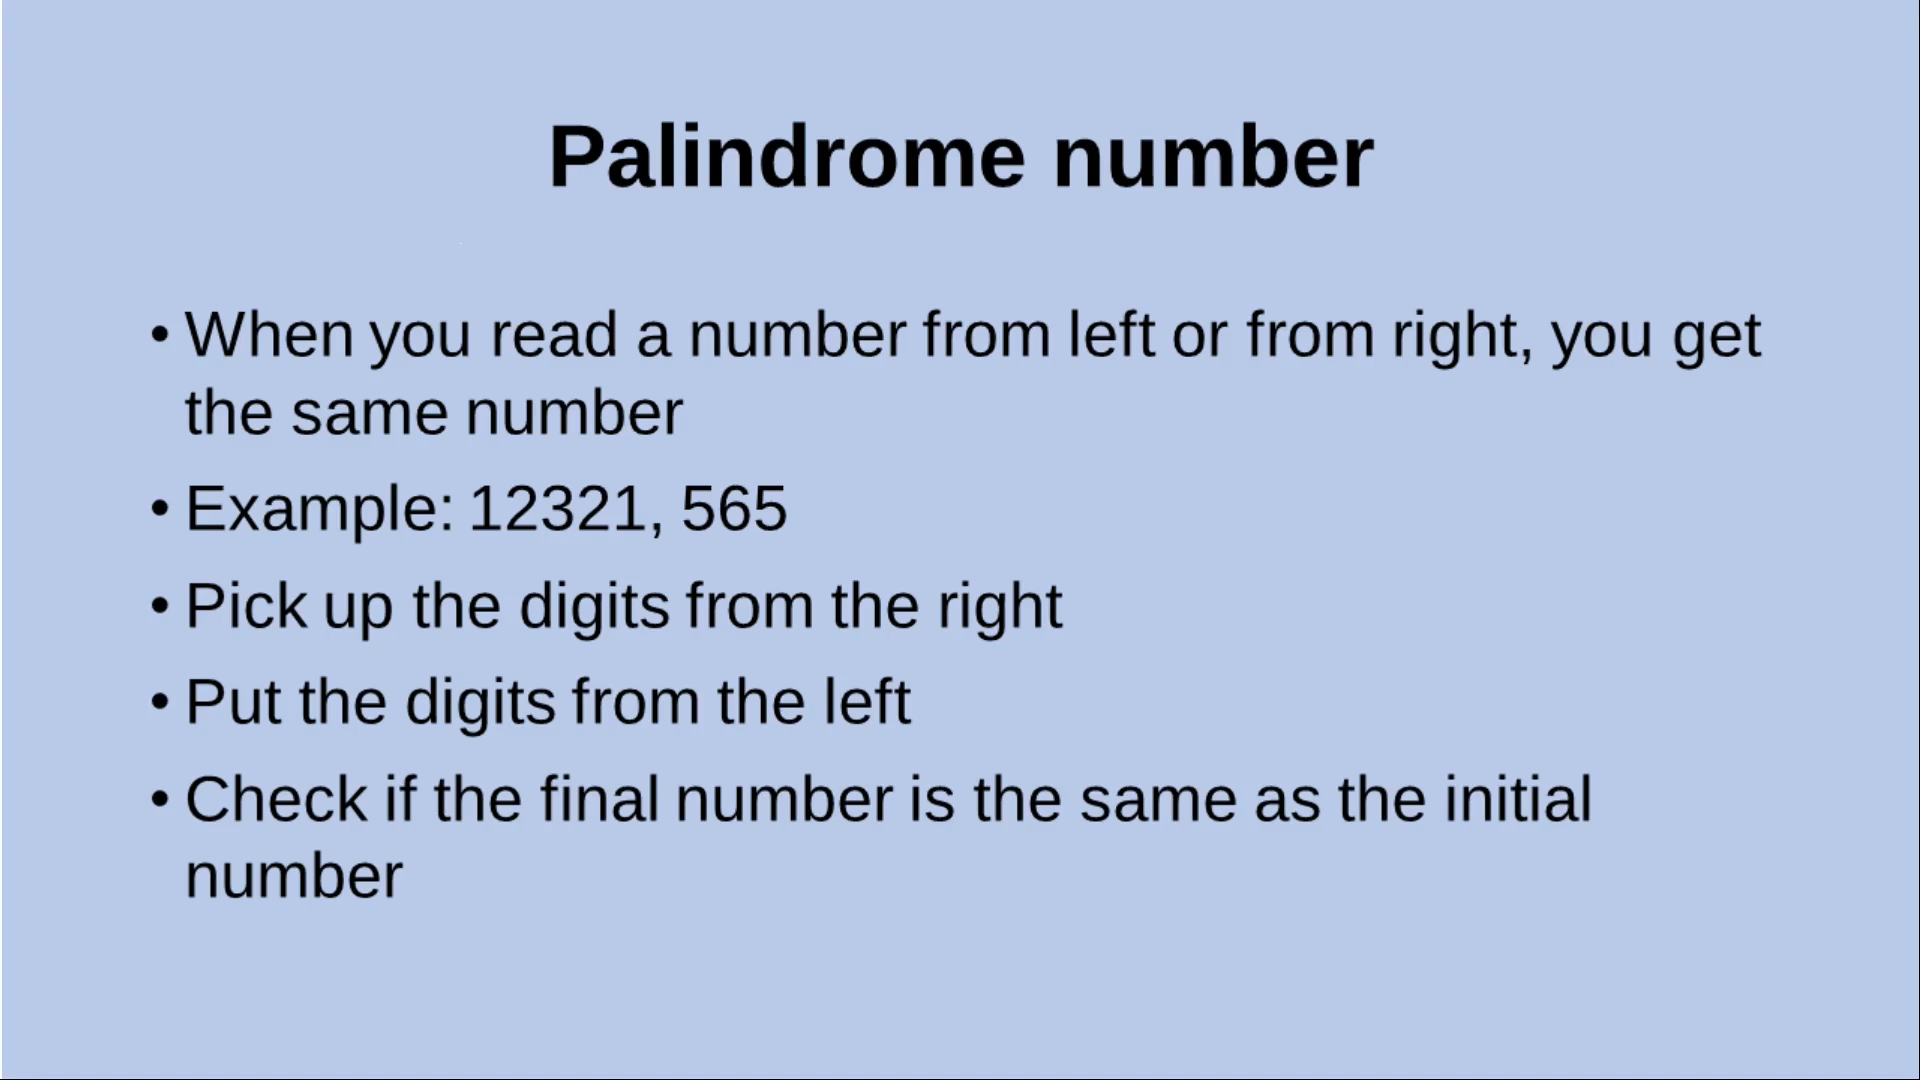 Palindrome number
• When you read a number from left or from right, you get
the same number
• Example: 12321, 565
• Pick up the digits from the right
• Put the digits from the left
• Check if the final number is the same as the initial
number